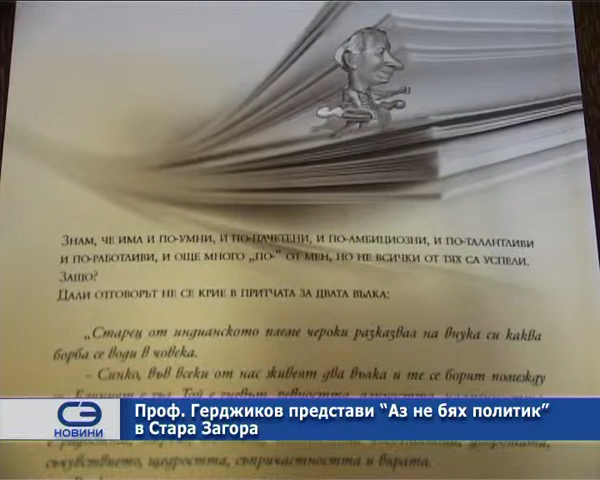 Знам, че има и по-умни, и по-начетени, и по-амбициозни, и по-талантливи
и по-работливи, и още много „по-“ от мен, но не всички от тях са успели.
Защо?
Дали отговорът не се крие в притчата за двата вълка:
„Старец от индианското племе чероки разказвал на внука си каква
борба се води в човека.
– Синко, във всеки от нас живеят два вълка и те се борят помежду
съчувствието, щедростта, съпричастността и вярата.
СЭ
НОВИНИ
Проф. Герджиков представи “Аз не бях политик”
в Стара Загора